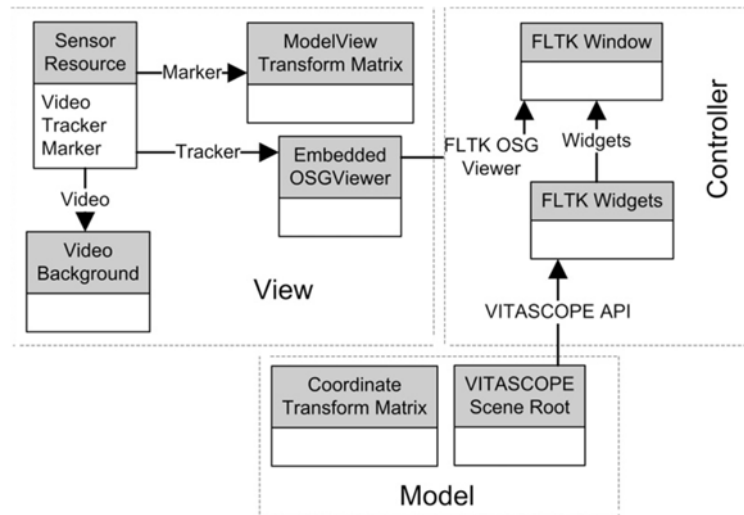 Sensor
Resource
Video
Tracker
Marker
Marker
ModelView
Transform Matrix
Tracker
Embedded
OSGViewer
Video
Video
Background
View
FLTK Window
FLTK OSG
Viewer
Widgets
FLTK Widgets
Controller
VITASCOPE API
Coordinate
Transform Matrix
VITASCOPE
Scene Root
Model